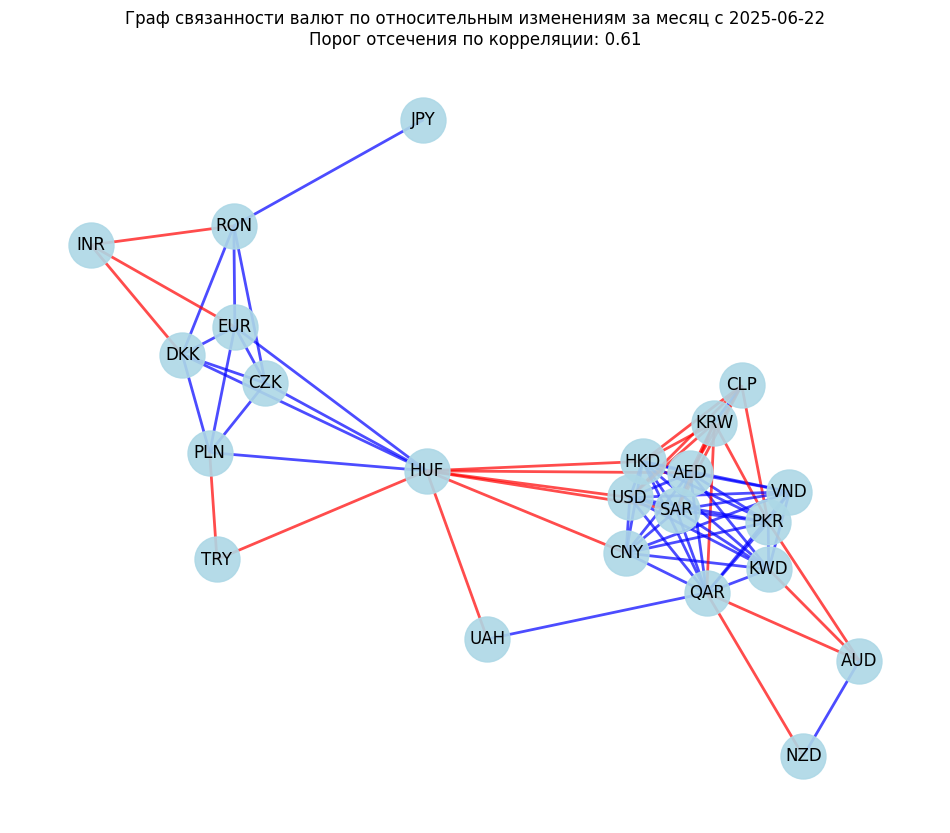 Граф связанности валют по относительным изменениям за месяц с 2025-06-22
Порог отсечения по корреляции: 0.61
JPY
RON
INR
EUR
DKK
CZK
CLP
KRW
PLN
HUF
HKD
AED
USD
VND
SAR
PKR
TRY
CNY
KWD
QAR
UAH
AUD
NZD